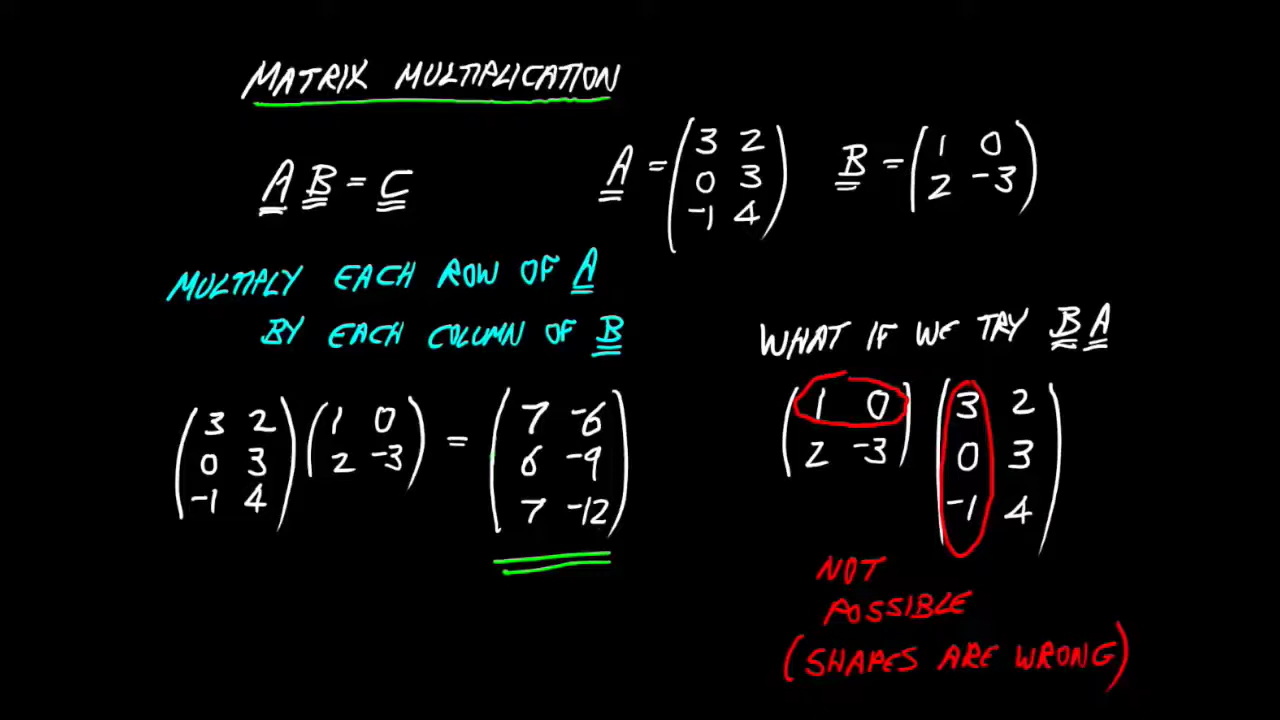 MATRIX MULTIPLICATION
A B = C
A = (3 2
0 3
-1 4)
B = (1 0
2 -3)
MULTIPLY EACH ROW OF A
BY EACH COLUMN OF B
(3 2
0 3
-1 4)
(1 0
2 -3)
=
(7 -6
6 -9
7 -12)
WHAT IF WE TRY B A
(1 0
2 -3)
(3 2
0 3
-1 4)
NOT
POSSIBLE
(SHAPES ARE WRONG)